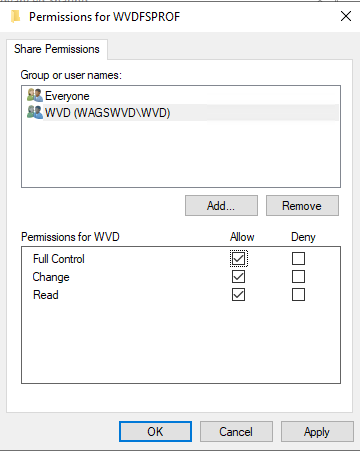 Permissions for WVDFSPROF
Share Permissions
Group or user names:
Everyone
WVD (WAGSWVD\WVD)
Add...
Remove
Permissions for WVD
Allow
Deny
Full Control
Change
Read
OK
Cancel
Apply